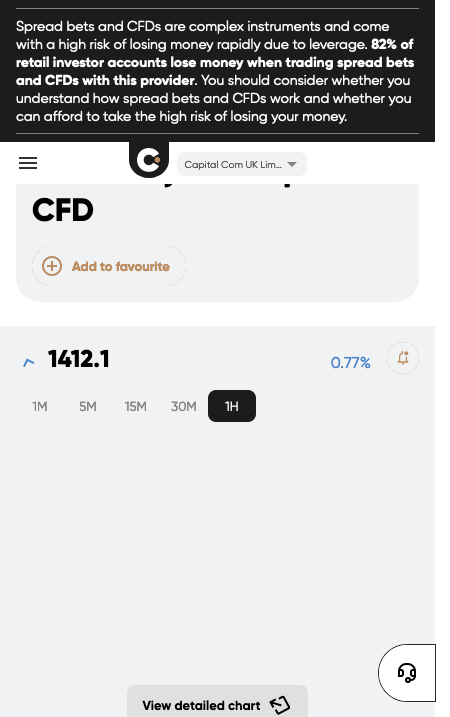 Spread bets and CFDs are complex instruments and come
with a high risk of losing money rapidly due to leverage. 82% of
retail investor accounts lose money when trading spread bets
and CFDs with this provider. You should consider whether you
understand how spread bets and CFDs work and whether you
can afford to take the high risk of losing your money.
Capital Com UK Lim...
CFD
Add to favourite
1412.1
0.77%
1M 5M 15M 30M 1H
View detailed chart